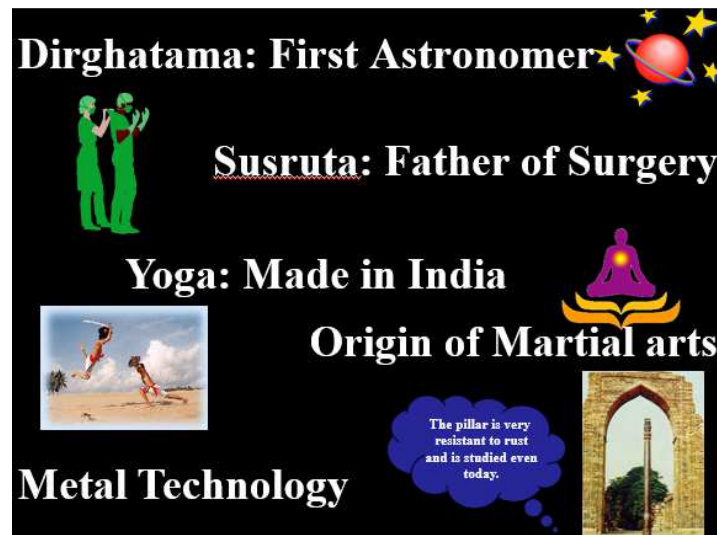 Dirghatama: First Astronomer
Susruta: Father of Surgery
Yoga: Made in India
Origin of Martial arts
The pillar is very
resistant to rust
and is studied even
today.
Metal Technology